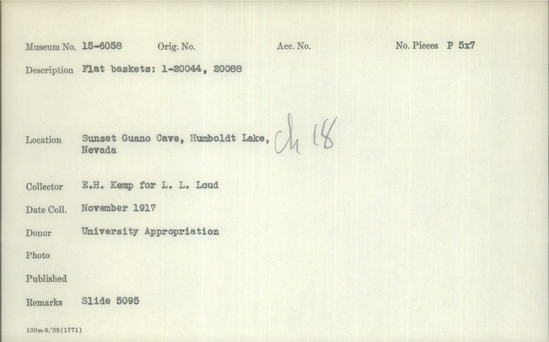 Museum No. 15-6058 Orig. No. Acc. No. No. Pieces P 5x7
Description Flat baskets: 1-20044, 20088
Location Sunset Guano Cave, Humboldt Lake, ch 18
Nevada
Collector E.H. Kemp for L. L. Loud
Date Coll. November 1917
Donor University Appropriation
Photo
Published
Remarks Slide 5095
100m-9,'39(1771)